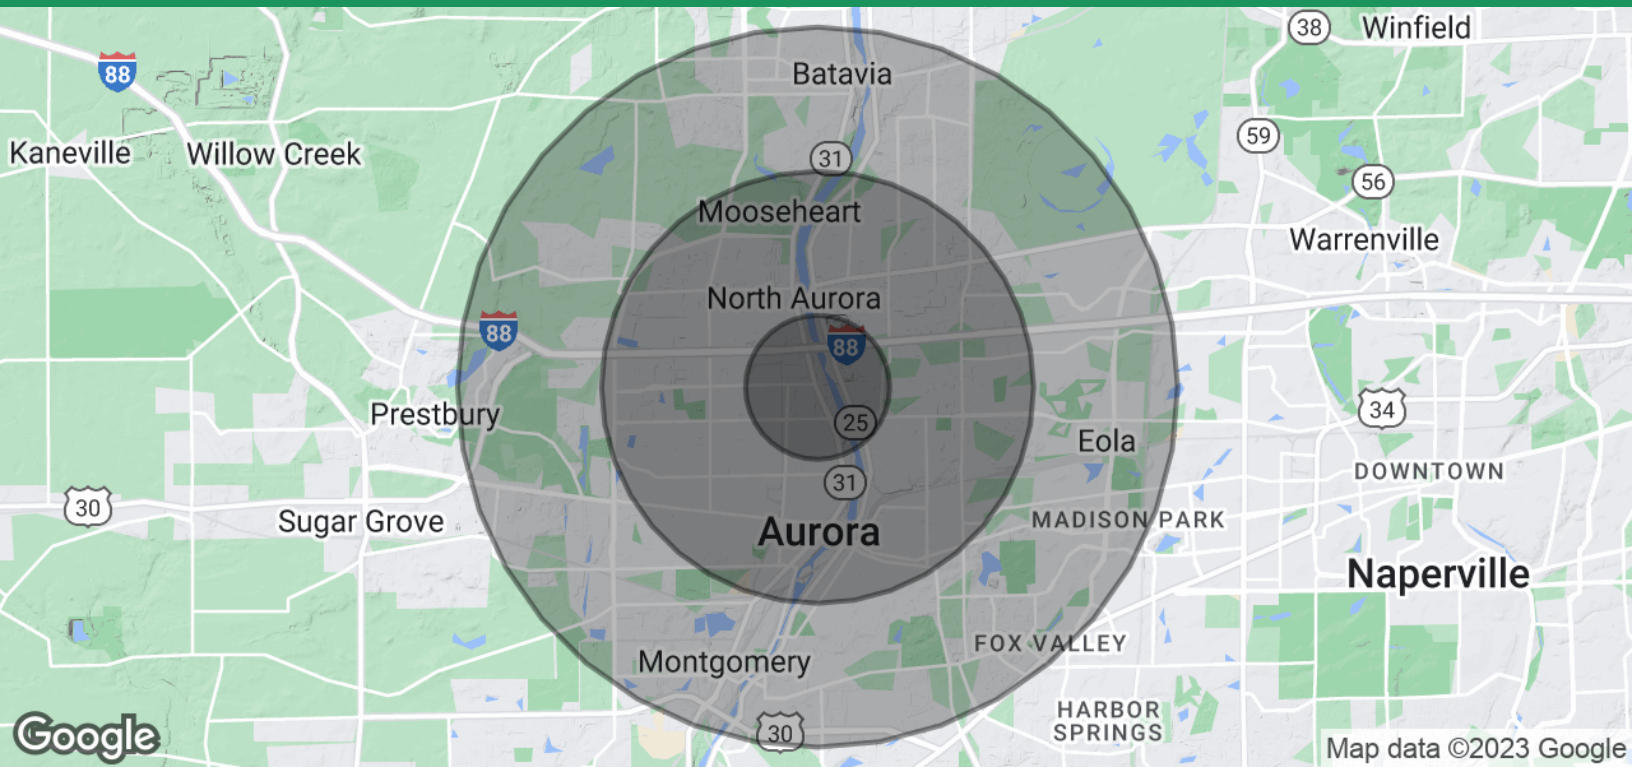 38
Winfield
88
Batavia
Kaneville
Willow Creek
31
59
56
Mooseheart
Warrenville
North Aurora
88
88
Prestbury
25
34
Eola
DOWNTOWN
31
30
Sugar Grove
Aurora
MADISON PARK
Naperville
FOX VALLEY
Montgomery
HARBOR
SPRINGS
30
Google
Map data ©2023 Google